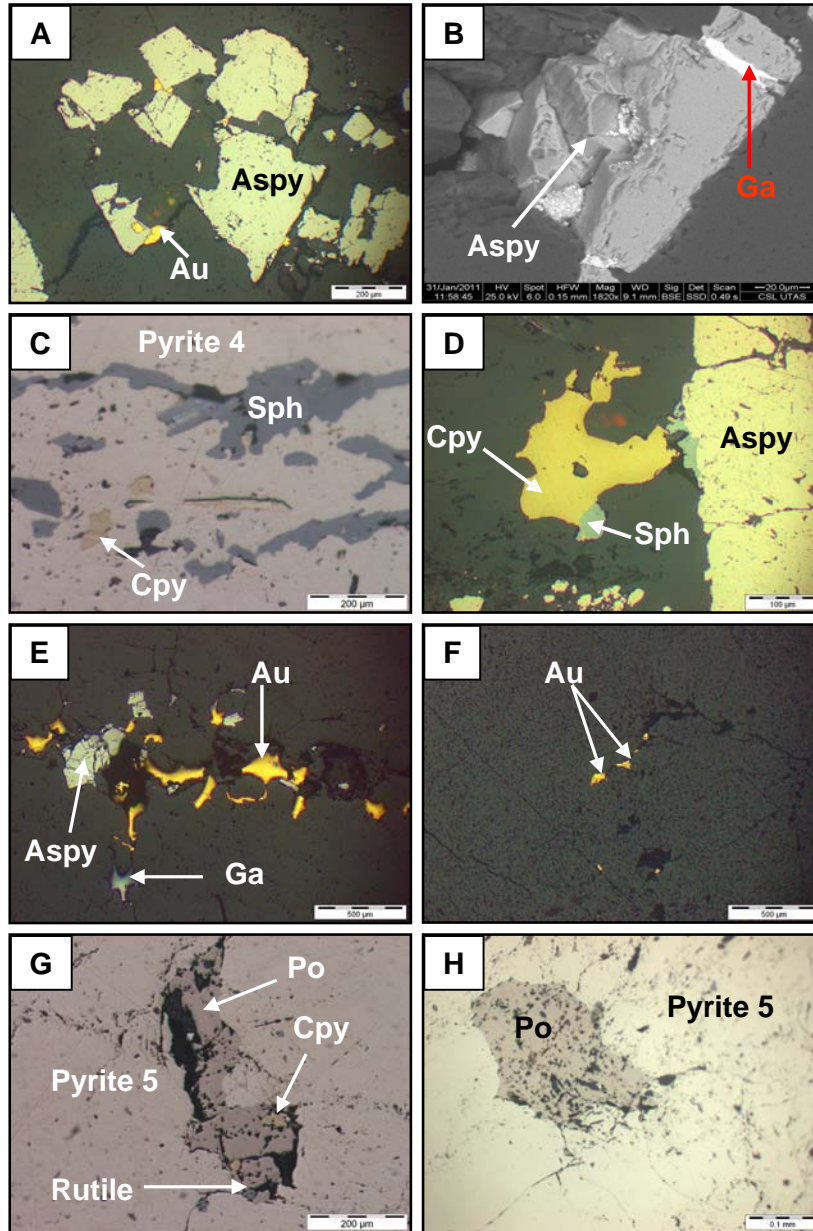 A
Aspy
Au
200 µm
B
Ga
Aspy
31/Jan/2011 HV Spot HFW Mag WD Sig Det Scan 20.0µm
11:58:45 25.0 kV 6.0 0.15 mm 1820x 9.1 mm BSE SSD 0.49 s CSL UTAS
C
Pyrite 4
Sph
Cpy
200 µm
D
Cpy
Aspy
Sph
100 µm
E
Au
Aspy
Ga
500 µm
F
Au
500 µm
G
Po
Cpy
Pyrite 5
Rutile
200 µm
H
Pyrite 5
Po
0.1 mm